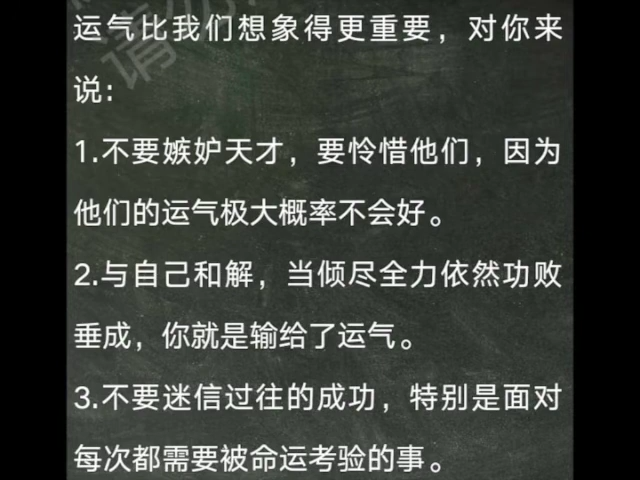 运气比我们想象得更重要，对你来
说：
1.不要嫉妒天才，要怜惜他们，因为
他们的运气极大概率不会好。
2.与自己和解，当倾尽全力依然功败
垂成，你就是输给了运气。
3.不要迷信过往的成功，特别是面对
每次都需要被命运考验的事。